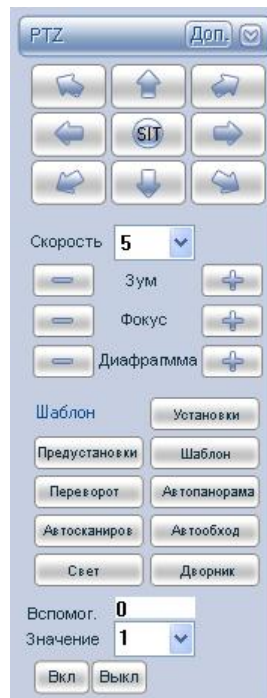 PTZ Доп.
SIT
Скорость 5
Зум
Фокус
Диафрагмма
Шаблон Установки
Предустановки Шаблон
Переворот Автопанорама
Автосканиров Автообход
Свет Дворник
Вспомог. 0
Значение 1
Вкл Выкл